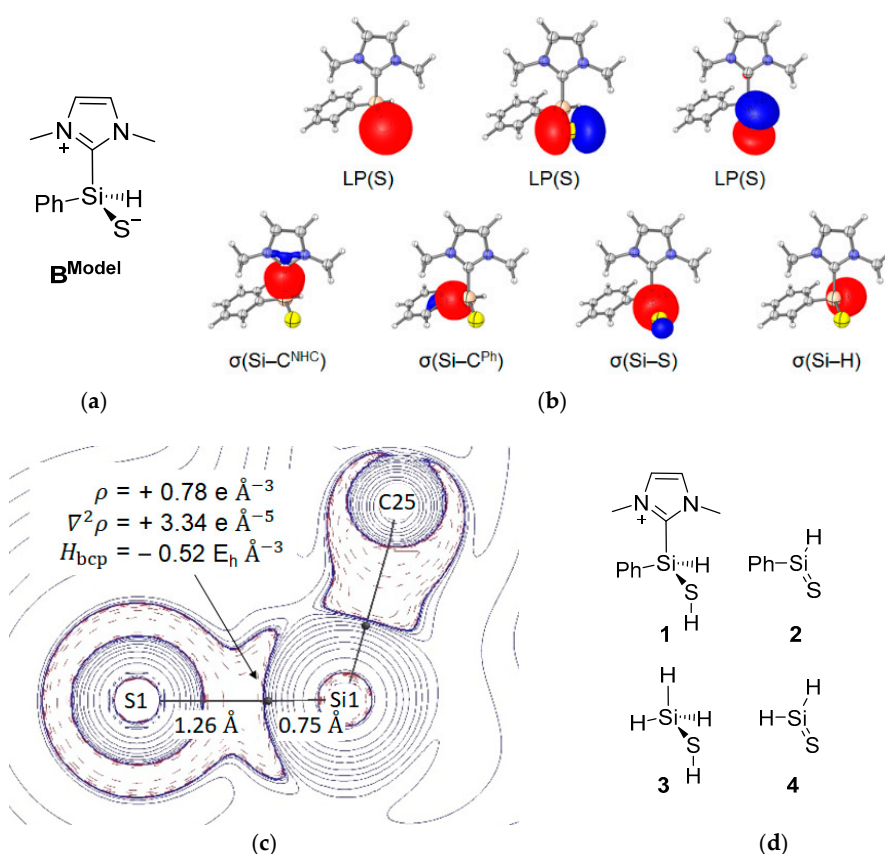 N
N
+
Ph
Si
H
S−
B^Model
(a)
LP(S)
LP(S)
LP(S)
σ(Si–C^NHC)
σ(Si–C^Ph)
σ(Si–S)
σ(Si–H)
(b)
ρ = + 0.78 e Å⁻³
∇²ρ = + 3.34 e Å⁻⁵
H_bcp = − 0.52 E_h Å⁻³
C25
S1
Si1
1.26 Å
0.75 Å
(c)
N
N
+
Ph
Si
H
S
H
1
H
Ph
Si
S
2
H
H
Si
H
S
H
3
H
H
Si
S
4
(d)